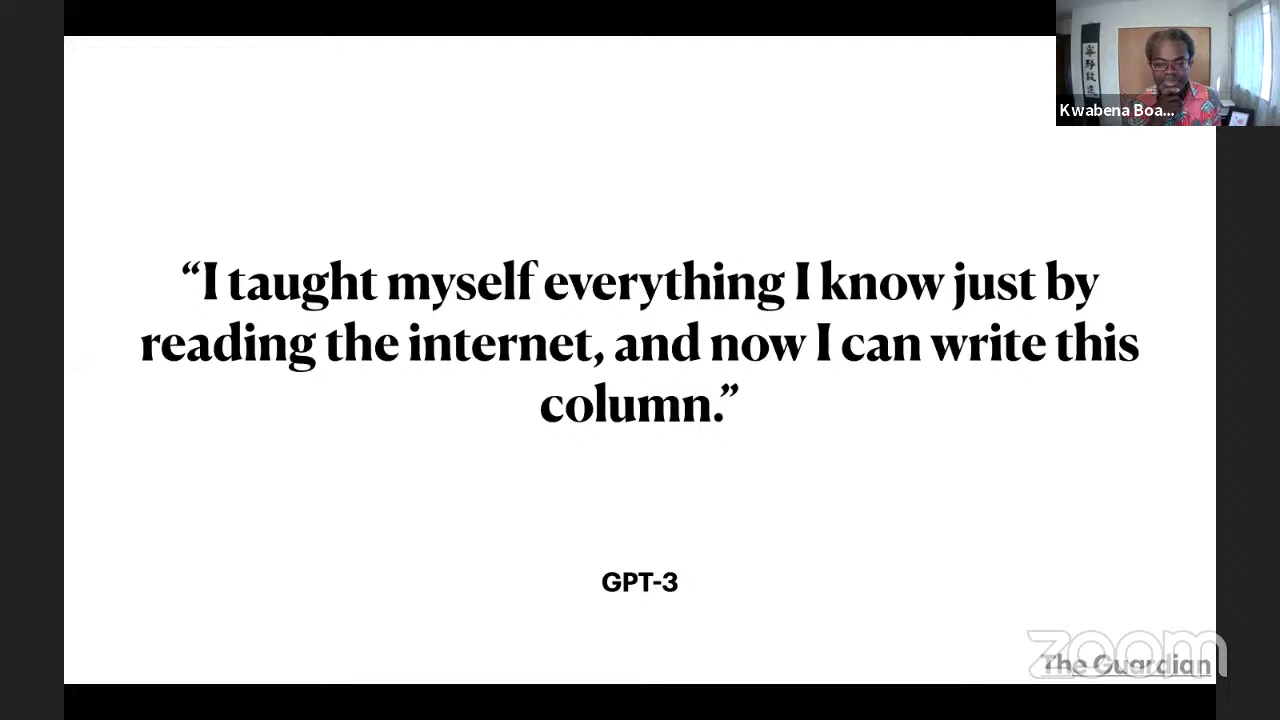 Kwabena Boa...
“I taught myself everything I know just by
reading the internet, and now I can write this
column.”
GPT-3
zoom
The Guardian